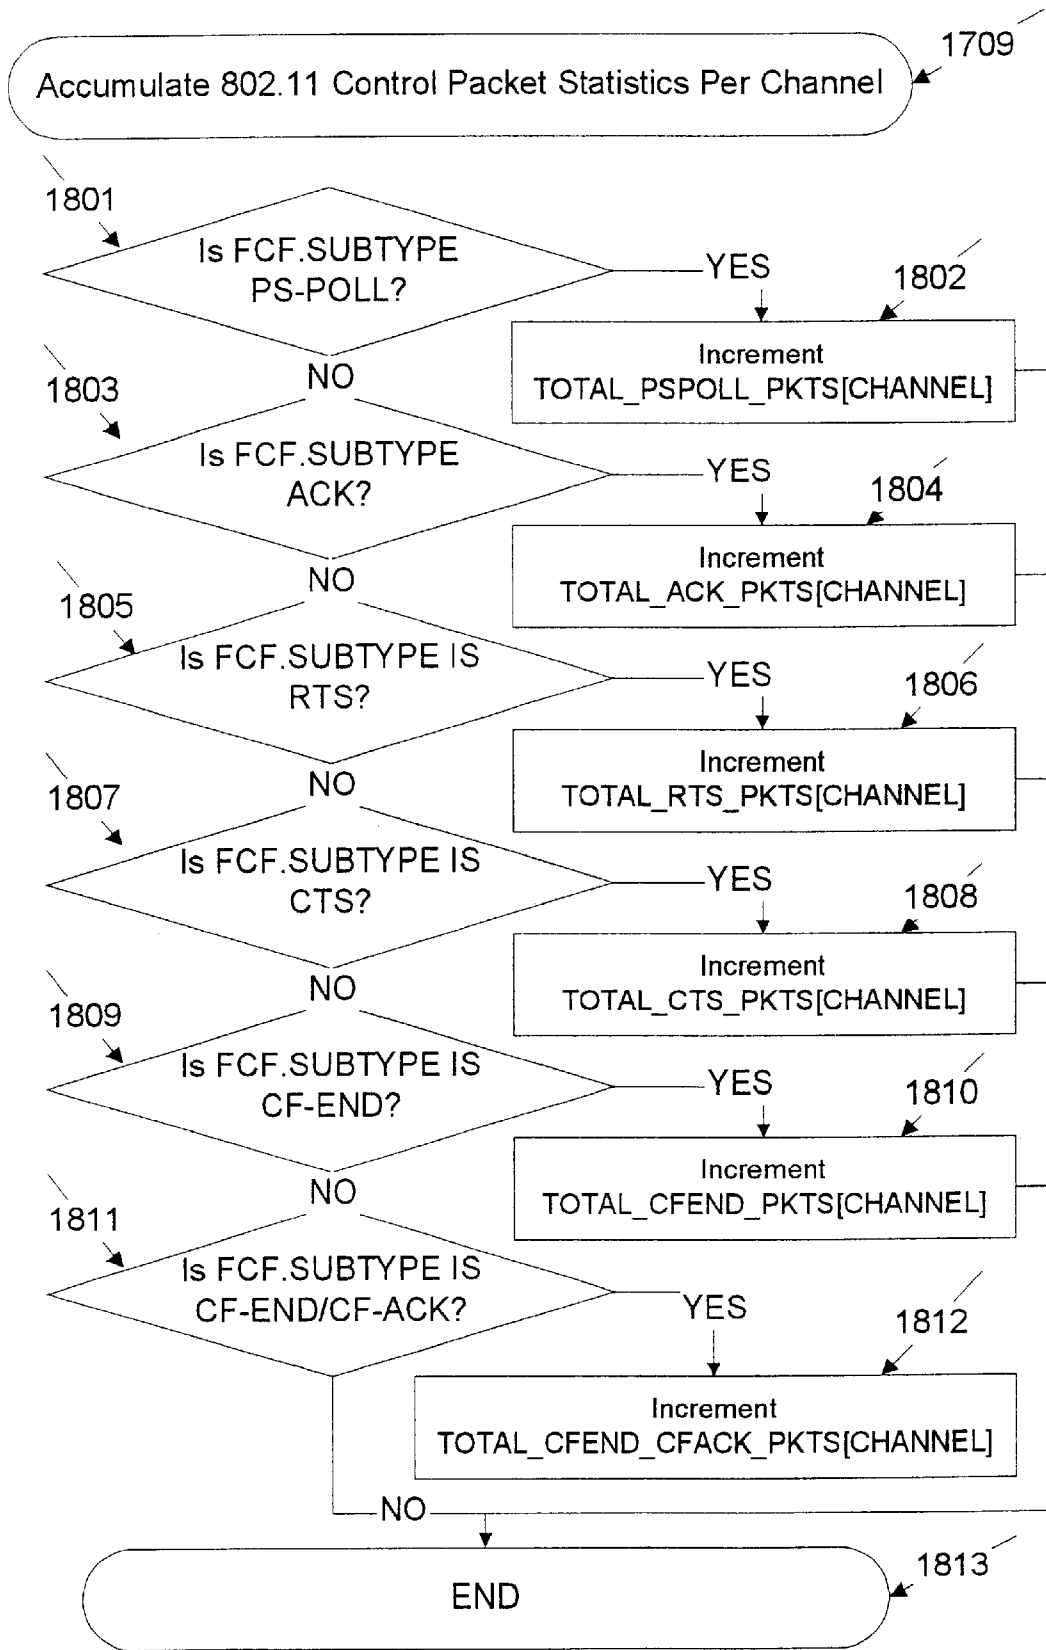 1709
Accumulate 802.11 Control Packet Statistics Per Channel
1801
Is FCF.SUBTYPE
PS-POLL?
YES
1802
Increment
TOTAL_PSPOLL_PKTS[CHANNEL]
NO
1803
Is FCF.SUBTYPE
ACK?
YES
1804
Increment
TOTAL_ACK_PKTS[CHANNEL]
NO
1805
Is FCF.SUBTYPE IS
RTS?
YES
1806
Increment
TOTAL_RTS_PKTS[CHANNEL]
NO
1807
Is FCF.SUBTYPE IS
CTS?
YES
1808
Increment
TOTAL_CTS_PKTS[CHANNEL]
NO
1809
Is FCF.SUBTYPE IS
CF-END?
YES
1810
Increment
TOTAL_CFEND_PKTS[CHANNEL]
NO
1811
Is FCF.SUBTYPE IS
CF-END/CF-ACK?
YES
1812
Increment
TOTAL_CFEND_CFACK_PKTS[CHANNEL]
NO
1813
END